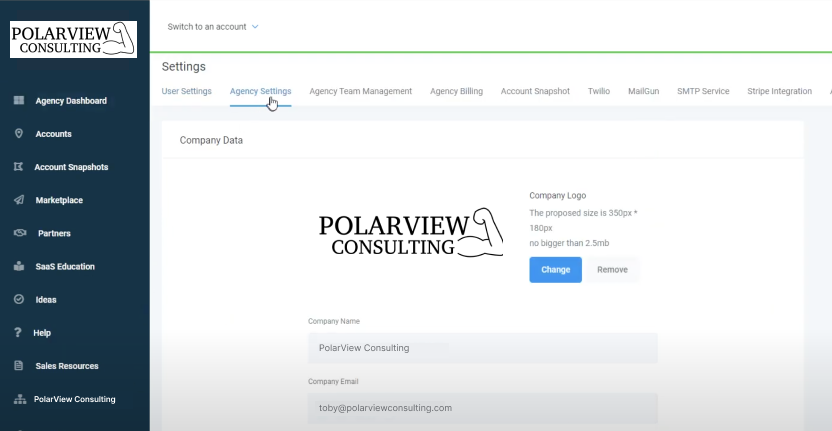 POLARVIEW
CONSULTING
Switch to an account
Settings
User Settings
Agency Settings
Agency Team Management
Agency Billing
Account Snapshot
Twilio
MailGun
SMTP Service
Stripe Integration
Agency Dashboard
Accounts
Account Snapshots
Marketplace
Partners
SaaS Education
Ideas
Help
Sales Resources
PolarView Consulting
Company Data
POLARVIEW
CONSULTING
Company Logo
The proposed size is 350px *
180px
no bigger than 2.5mb
Change
Remove
Company Name
PolarView Consulting
Company Email
toby@polarviewconsulting.com